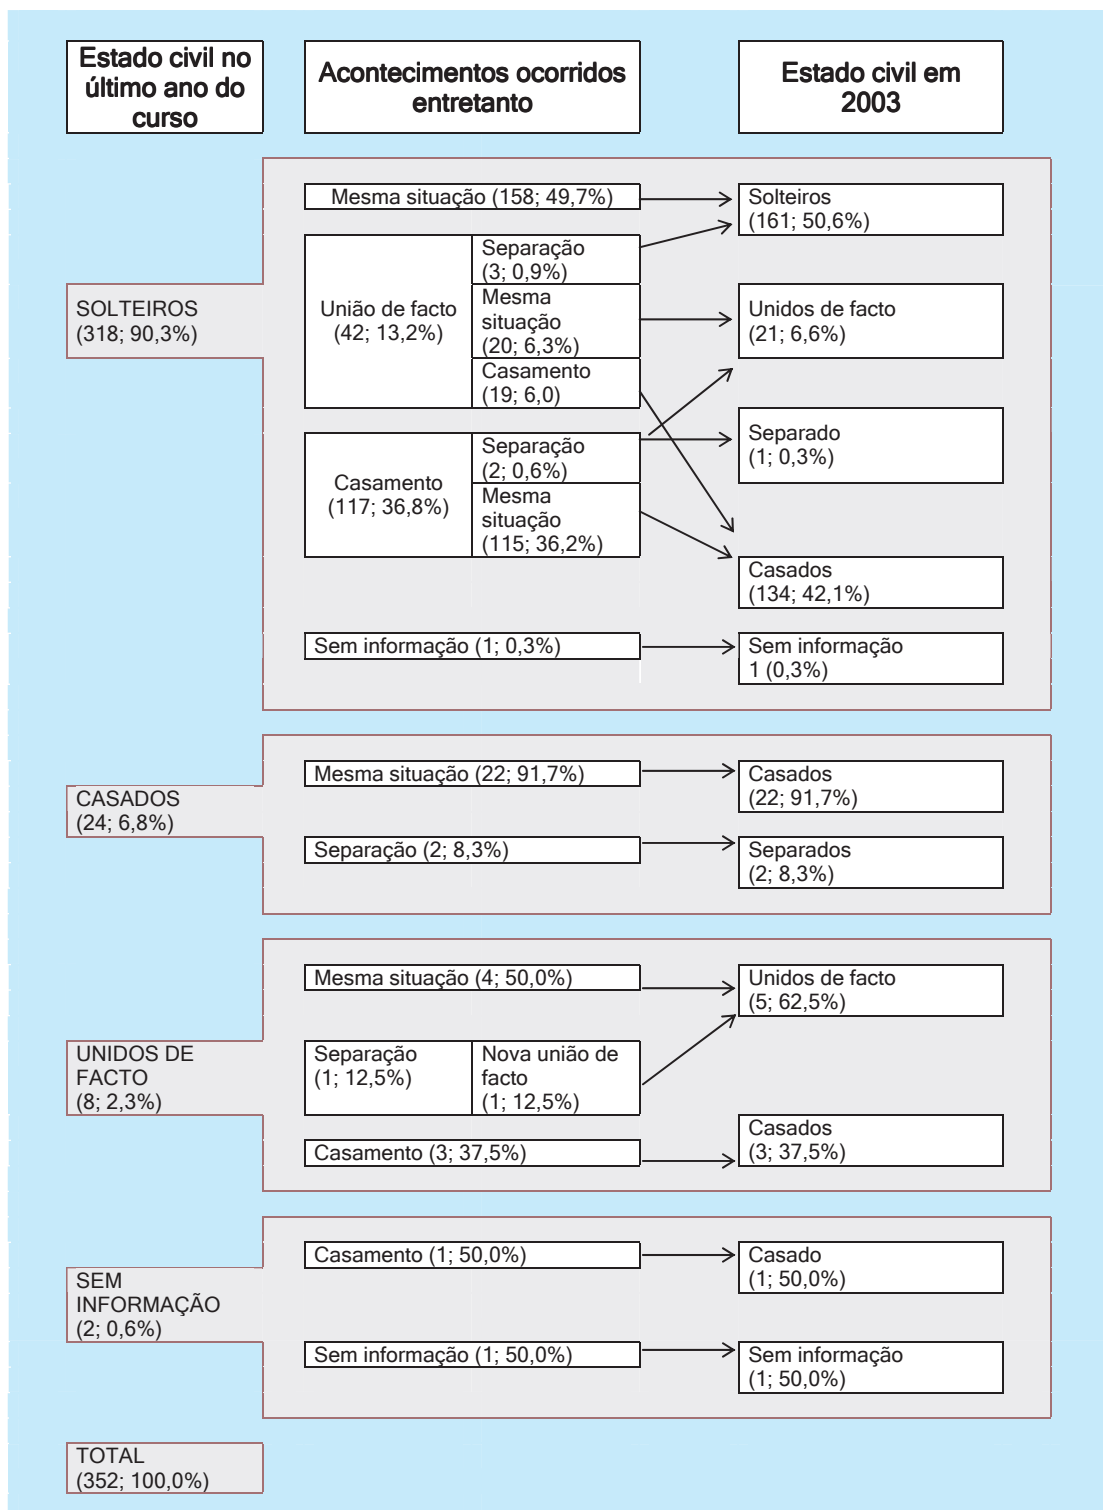 Estado civil no
último ano do
curso
Acontecimentos ocorridos
entretanto
Estado civil em
2003
SOLTEIROS
(318; 90,3%)
Mesma situação (158; 49,7%)
União de facto
(42; 13,2%)
Separação
(3; 0,9%)
Mesma
situação
(20; 6,3%)
Casamento
(19; 6,0)
Casamento
(117; 36,8%)
Separação
(2; 0,6%)
Mesma
situação
(115; 36,2%)
Sem informação (1; 0,3%)
Solteiros
(161; 50,6%)
Unidos de facto
(21; 6,6%)
Separado
(1; 0,3%)
Casados
(134; 42,1%)
Sem informação
1 (0,3%)
CASADOS
(24; 6,8%)
Mesma situação (22; 91,7%)
Separação (2; 8,3%)
Casados
(22; 91,7%)
Separados
(2; 8,3%)
UNIDOS DE
FACTO
(8; 2,3%)
Mesma situação (4; 50,0%)
Separação
(1; 12,5%)
Nova união de
facto
(1; 12,5%)
Casamento (3; 37,5%)
Unidos de facto
(5; 62,5%)
Casados
(3; 37,5%)
SEM
INFORMAÇÃO
(2; 0,6%)
Casamento (1; 50,0%)
Sem informação (1; 50,0%)
Casado
(1; 50,0%)
Sem informação
(1; 50,0%)
TOTAL
(352; 100,0%)